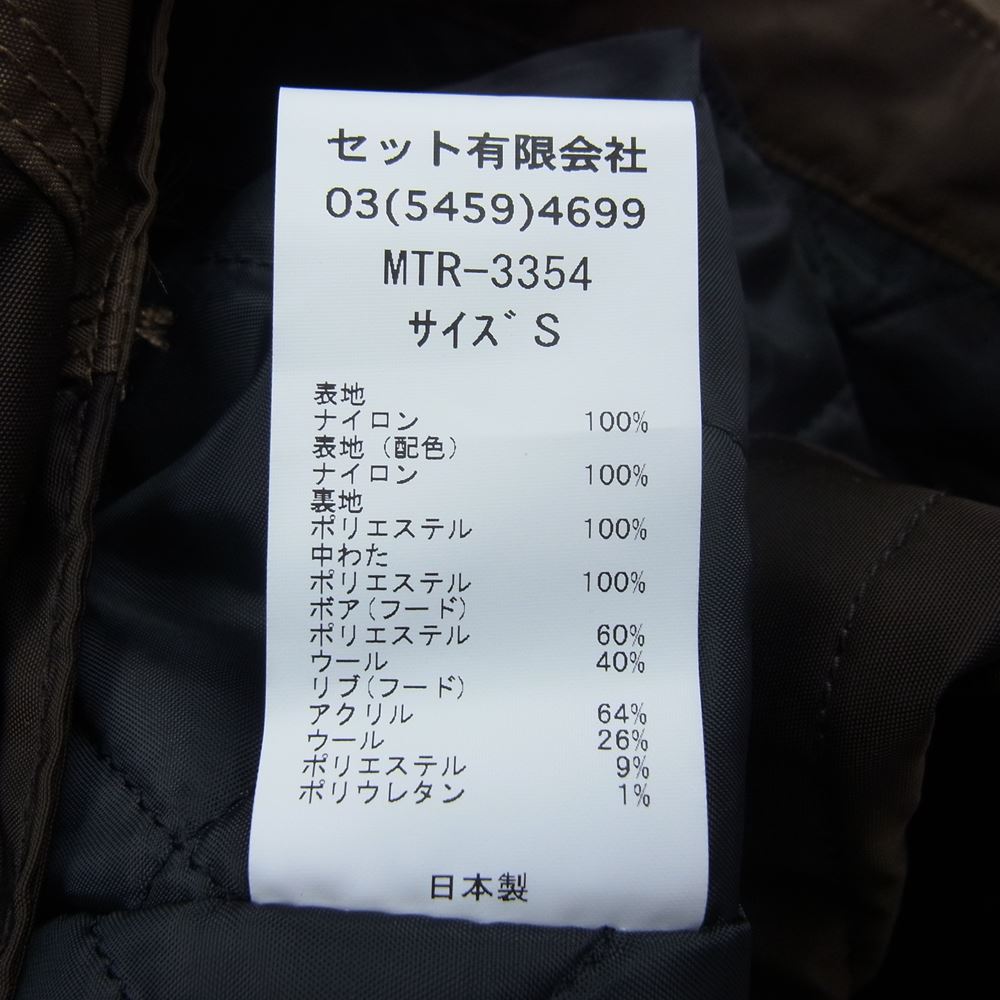 セット有限会社
03(5459)4699
MTR-3354
サイズ S
表地
ナイロン 100%
表地（配色）
ナイロン 100%
裏地
ポリエステル 100%
中わた
ポリエステル 100%
ボア(フード)
ポリエステル 60%
ウール 40%
リブ(フード)
アクリル 64%
ウール 26%
ポリエステル 9%
ポリウレタン 1%
日本製